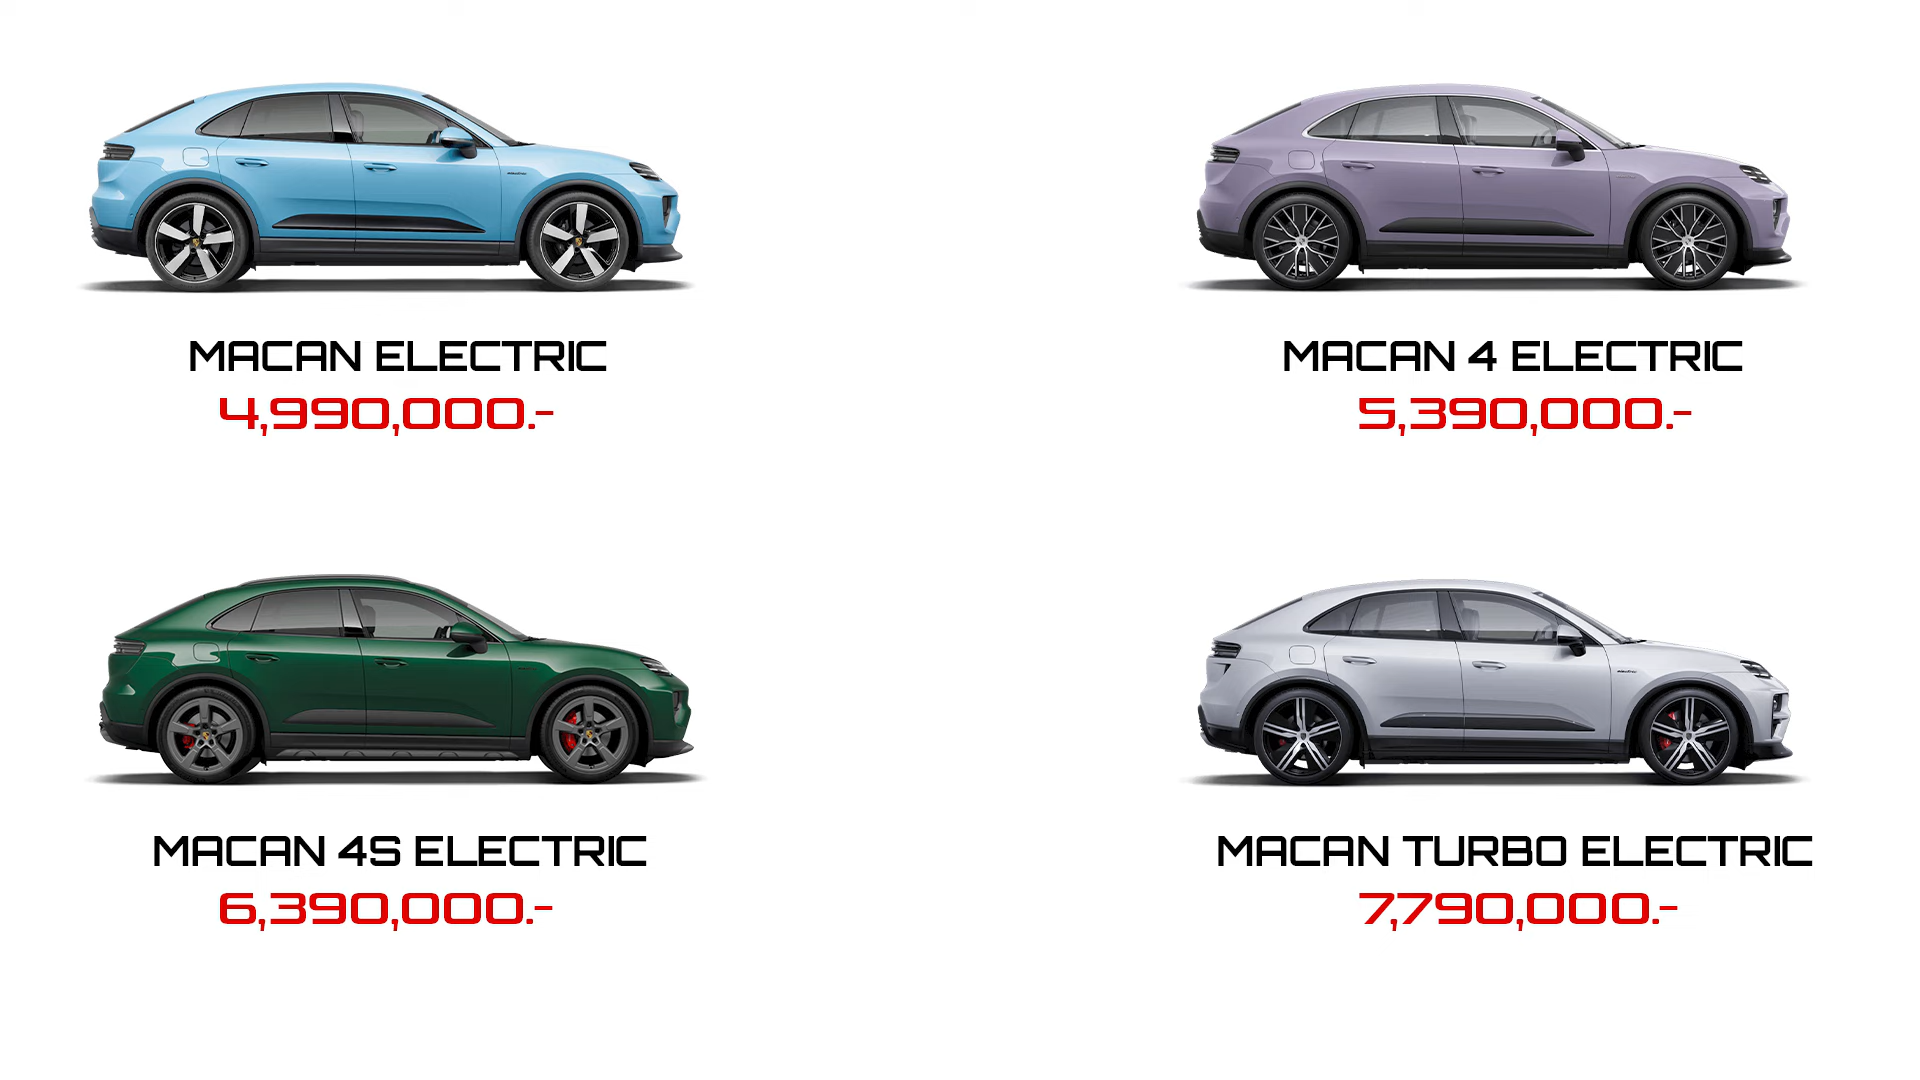 MACAN ELECTRIC
4,990,000.-
MACAN 4 ELECTRIC
5,390,000.-
MACAN 4S ELECTRIC
6,390,000.-
MACAN TURBO ELECTRIC
7,790,000.-